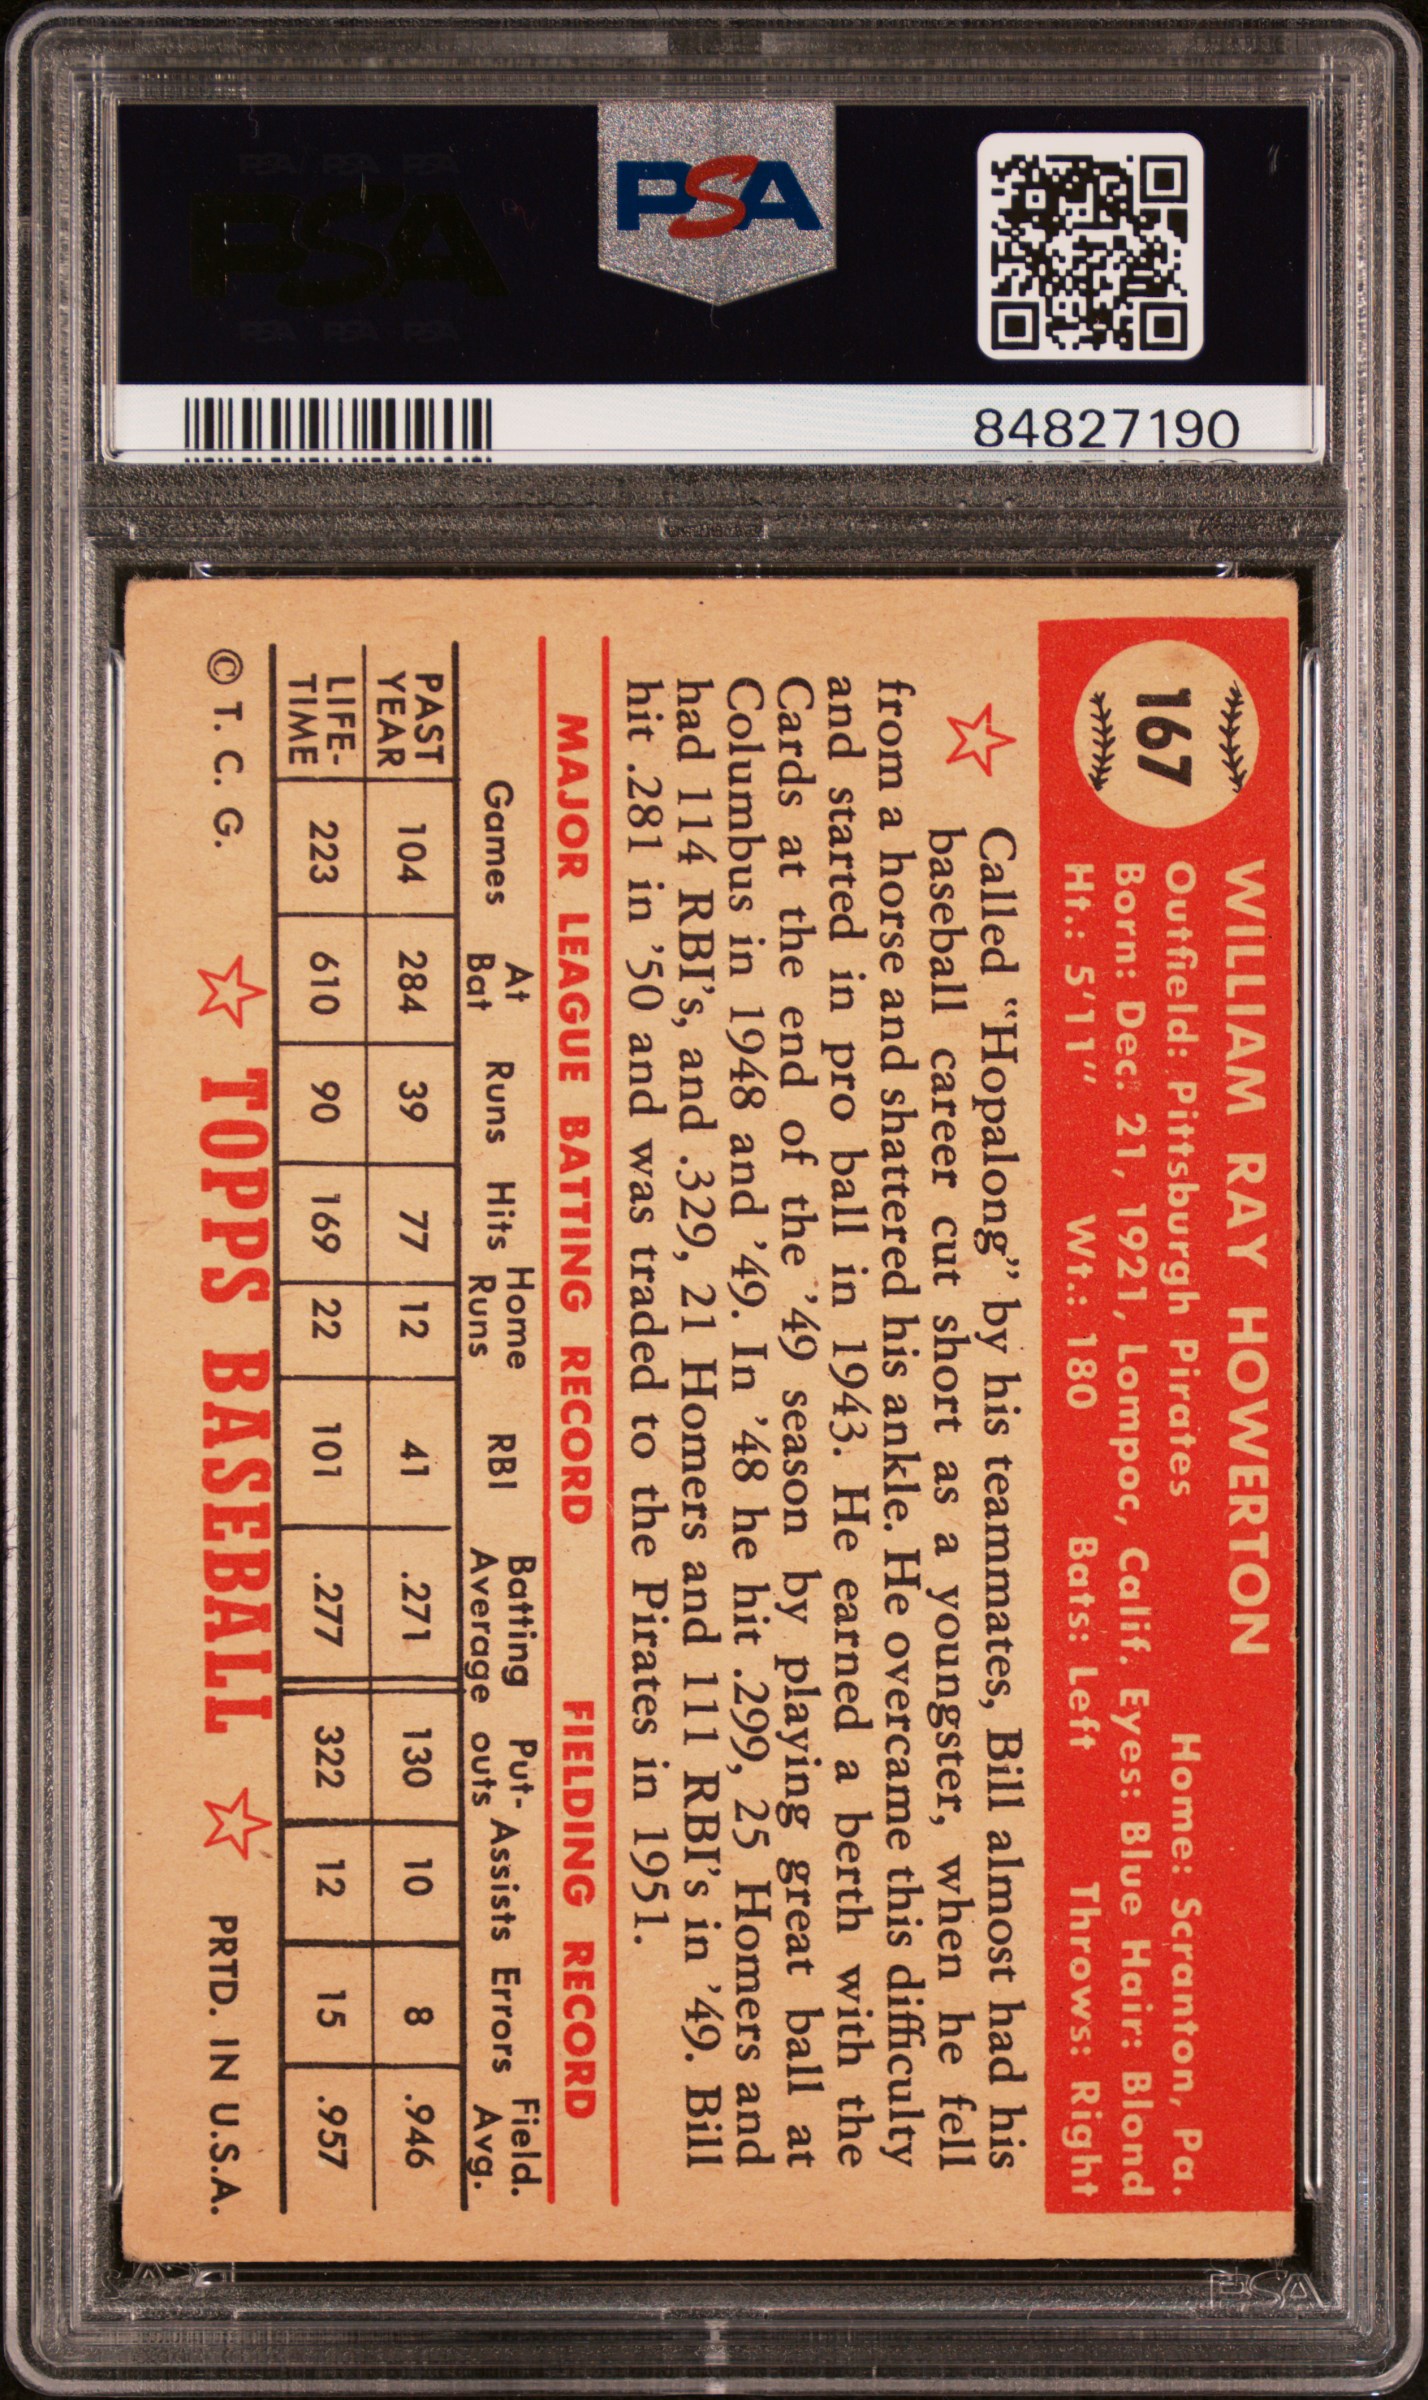 PSA
84827190
167
WILLIAM RAY HOWERTON
Outfield: Pittsburgh Pirates Home: Scranton, Pa.
Born: Dec. 21, 1921, Lompoc, Calif. Eyes: Blue Hair: Blond
Ht.: 5'11" Wt.: 180 Bats: Left Throws: Right
Called “Hopalong” by his teammates, Bill almost had his
baseball career cut short as a youngster, when he fell
from a horse and shattered his ankle. He overcame this difficulty
and started in pro ball in 1943. He earned a berth with the
Cards at the end of the ’49 season by playing great ball at
Columbus in 1948 and ’49. In ’48 he hit .299, 25 Homers and
had 114 RBI’s, and .329, 21 Homers and 111 RBI’s in ’49. Bill
hit .281 in ’50 and was traded to the Pirates in 1951.
MAJOR LEAGUE BATTING RECORD FIELDING RECORD
Games At Bat Runs Hits Home Runs RBI Batting Average Put-outs Assists Errors Field. Avg.
PAST YEAR 104 284 39 77 12 41 .271 130 10 8 .946
LIFE-TIME 223 610 90 169 22 101 .277 322 12 15 .957
© T. C. G. TOPPS BASEBALL PRTD. IN U.S.A.
PSA